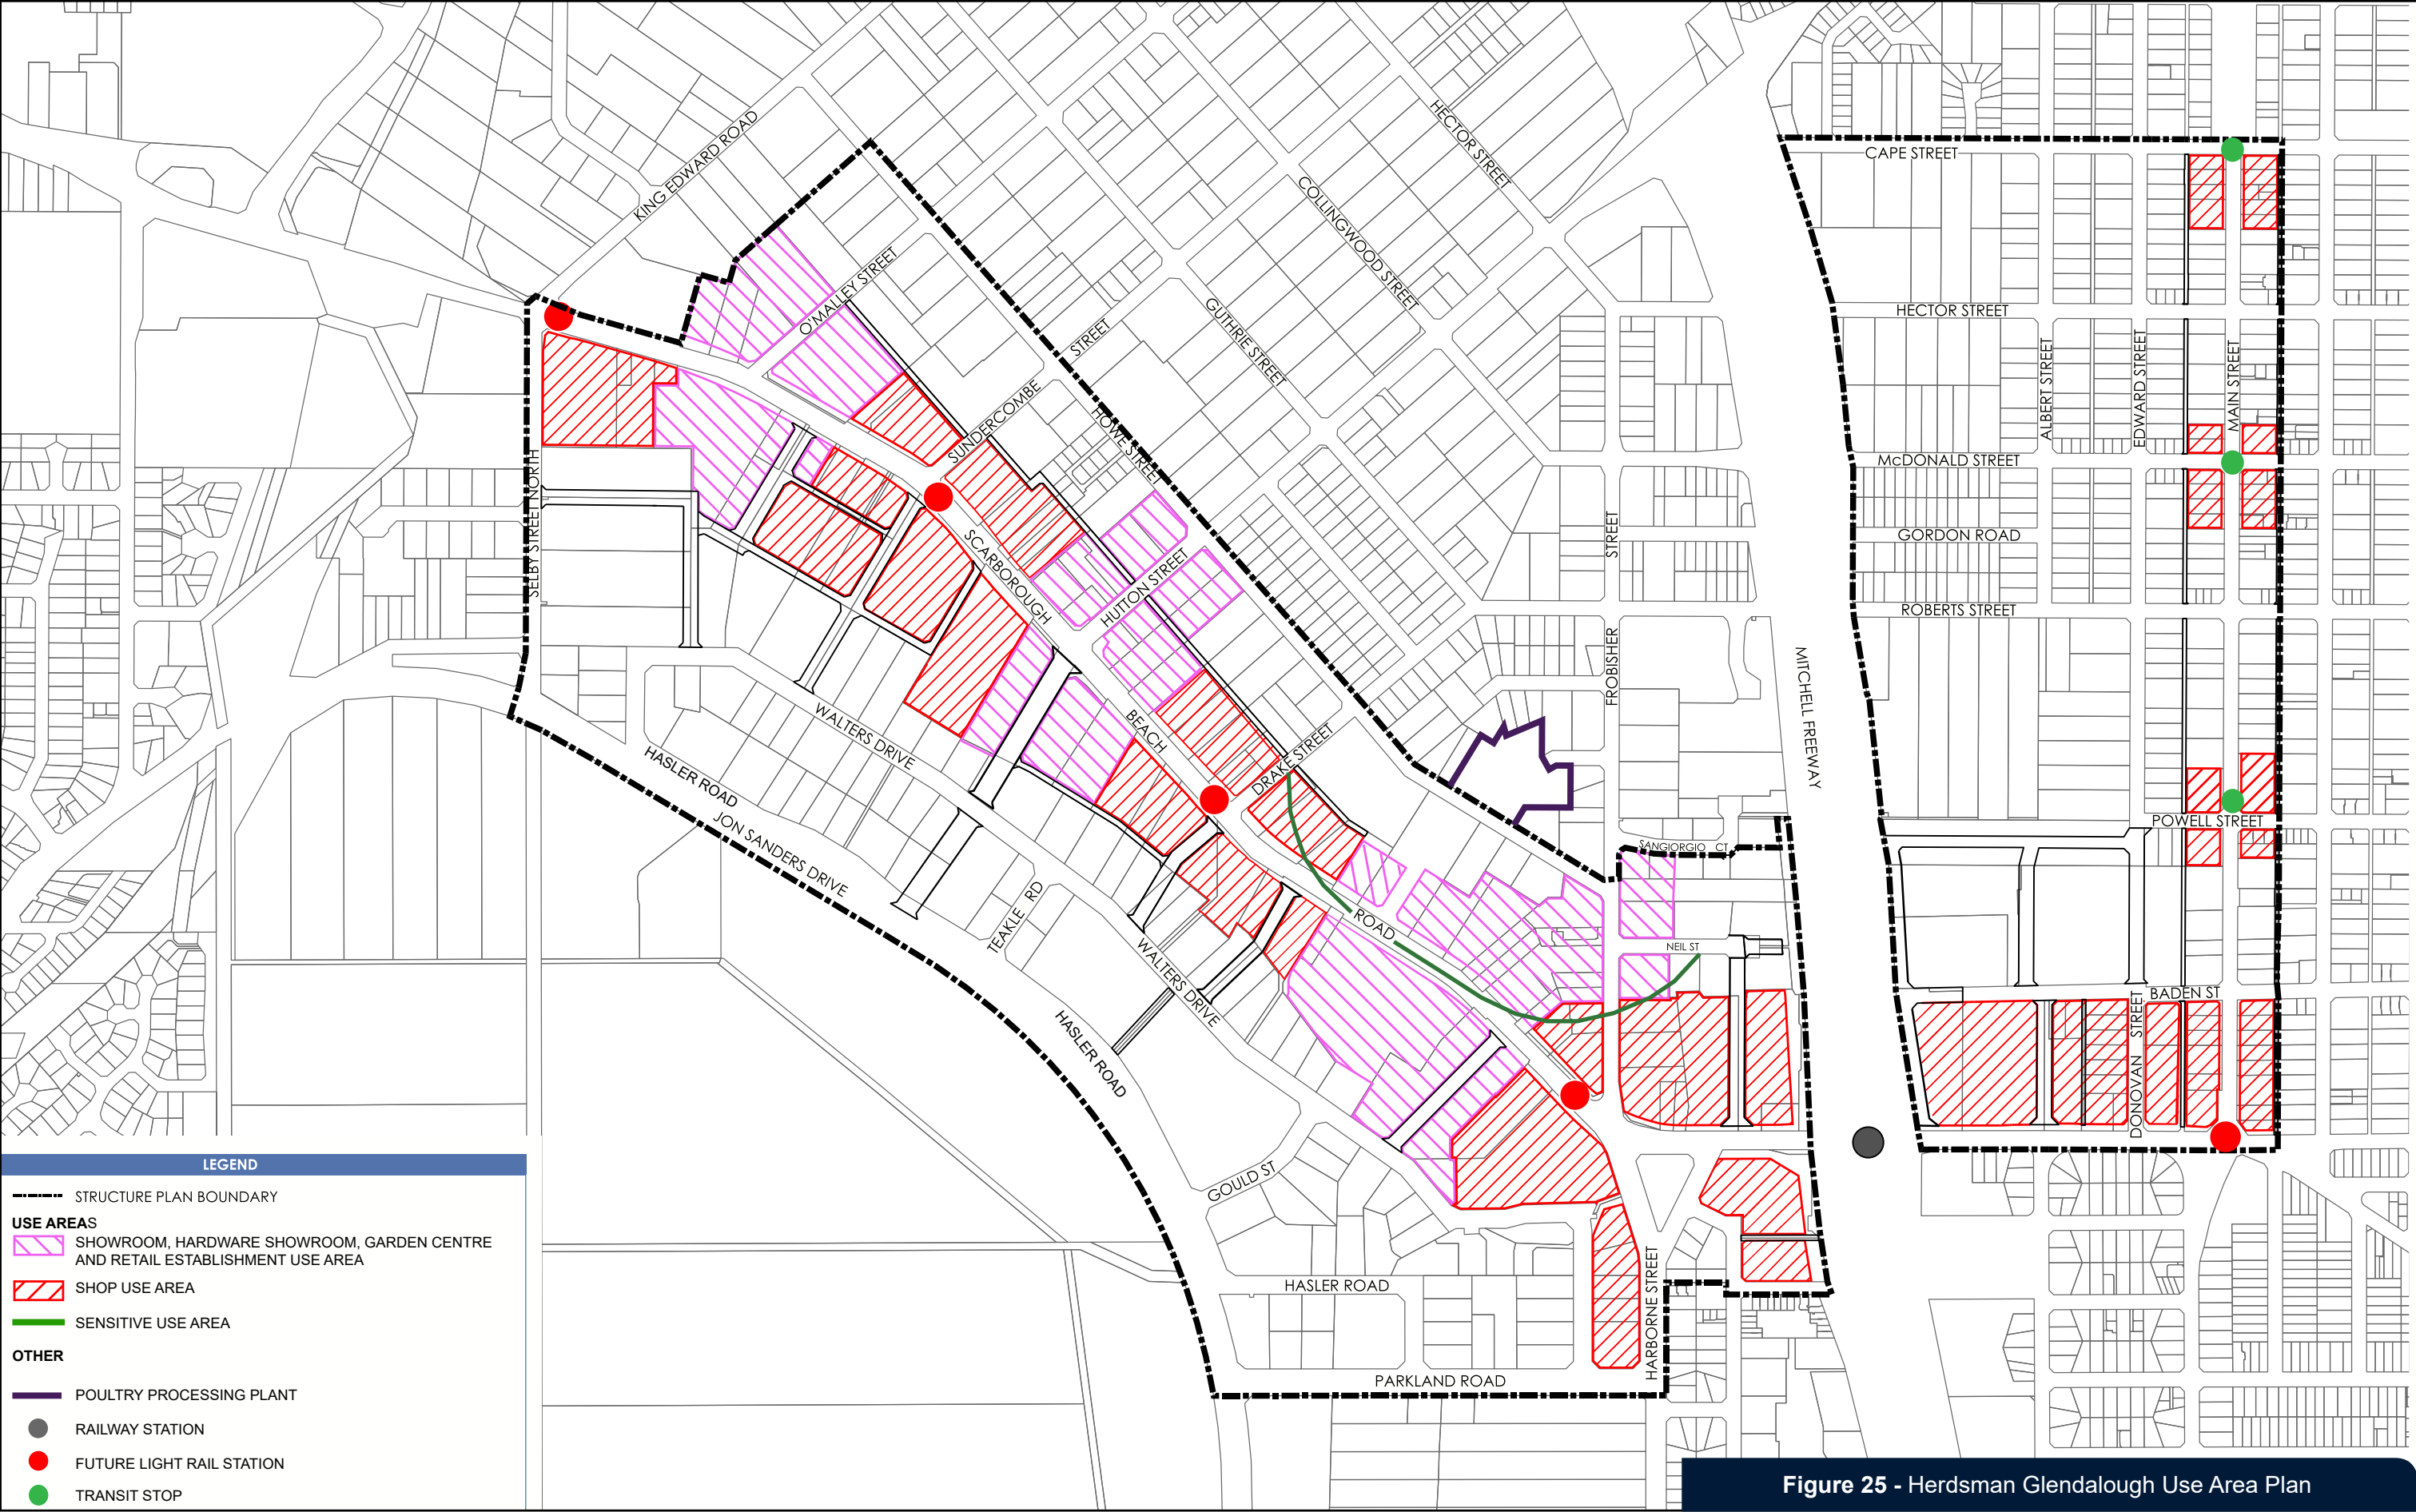 KING EDWARD ROAD
HECTOR STREET
COLLINGWOOD STREET
CAPE STREET
O'MALLEY STREET
GUTHRIE STREET
HECTOR STREET
STREET
ALBERT STREET
EDWARD STREET
MAIN STREET
SUNDERCOMBE
HOWE STREET
McDONALD STREET
SELBY STREET NORTH
STREET
GORDON ROAD
SCARBOROUGH
HUTTON STREET
ROBERTS STREET
FROBISHER
MITCHELL FREEWAY
WALTERS DRIVE
BEACH
HASLER ROAD
DRAKE STREET
JON SANDERS DRIVE
POWELL STREET
SANGIORGIO CT
TEAKLE RD
ROAD
NEIL ST
WALTERS DRIVE
BADEN ST
DONOVAN STREET
HASLER ROAD
GOULD ST
HASLER ROAD
HARBORNE STREET
PARKLAND ROAD
LEGEND
STRUCTURE PLAN BOUNDARY
USE AREAS
SHOWROOM, HARDWARE SHOWROOM, GARDEN CENTRE
AND RETAIL ESTABLISHMENT USE AREA
SHOP USE AREA
SENSITIVE USE AREA
OTHER
POULTRY PROCESSING PLANT
RAILWAY STATION
FUTURE LIGHT RAIL STATION
TRANSIT STOP
Figure 25 - Herdsman Glendalough Use Area Plan